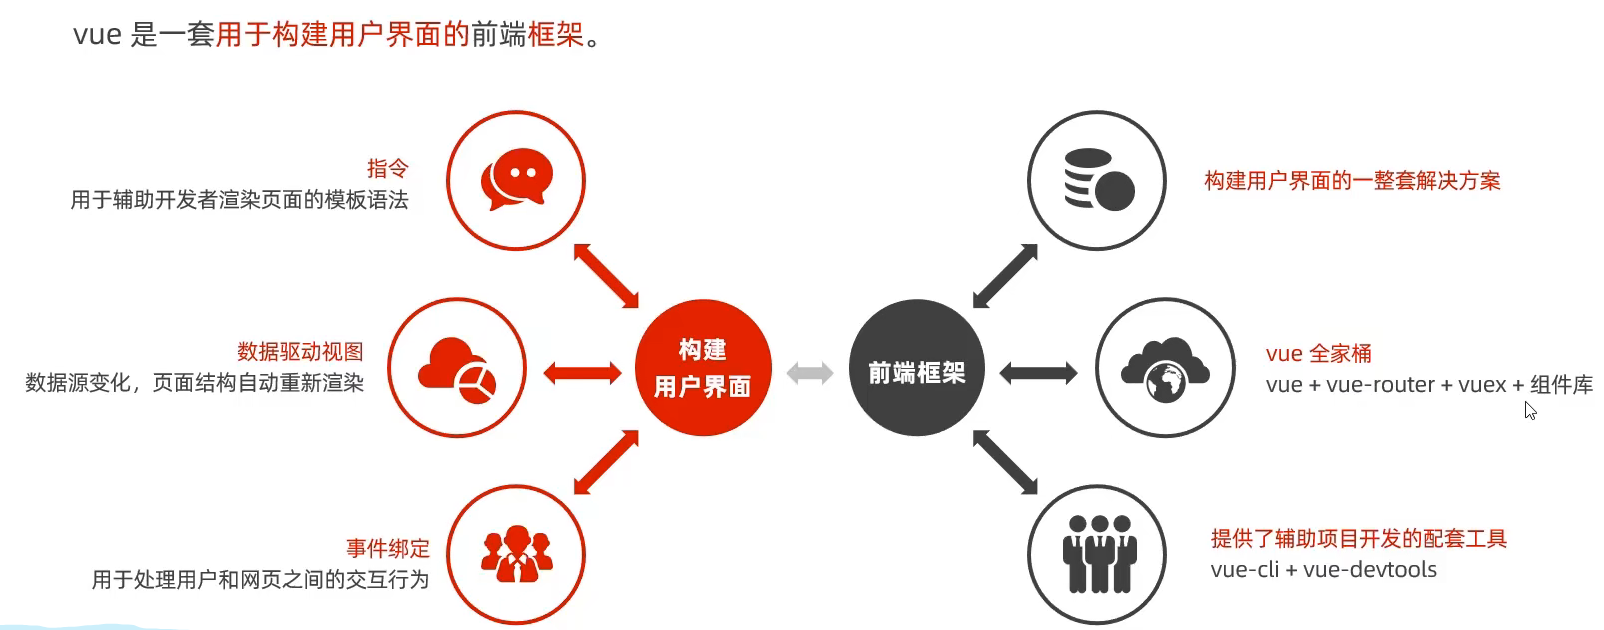 vue 是一套用于构建用户界面的前端框架。
指令
用于辅助开发者渲染页面的模板语法
数据驱动视图
数据源变化，页面结构自动重新渲染
事件绑定
用于处理用户和网页之间的交互行为
构建
用户界面
前端框架
构建用户界面的一整套解决方案
vue 全家桶
vue + vue-router + vuex + 组件库
提供了辅助项目开发的配套工具
vue-cli + vue-devtools